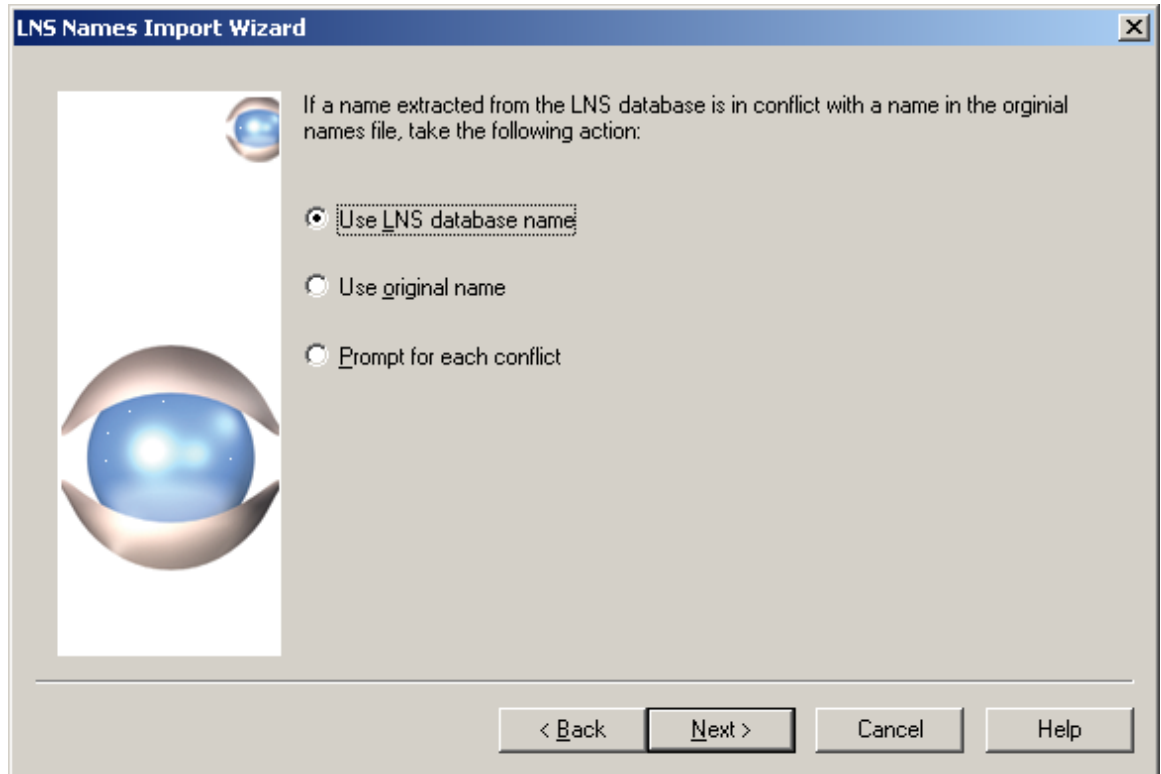 LNS Names Import Wizard
If a name extracted from the LNS database is in conflict with a name in the orginial
names file, take the following action:
Use LNS database name
Use original name
Prompt for each conflict
< Back Next > Cancel Help